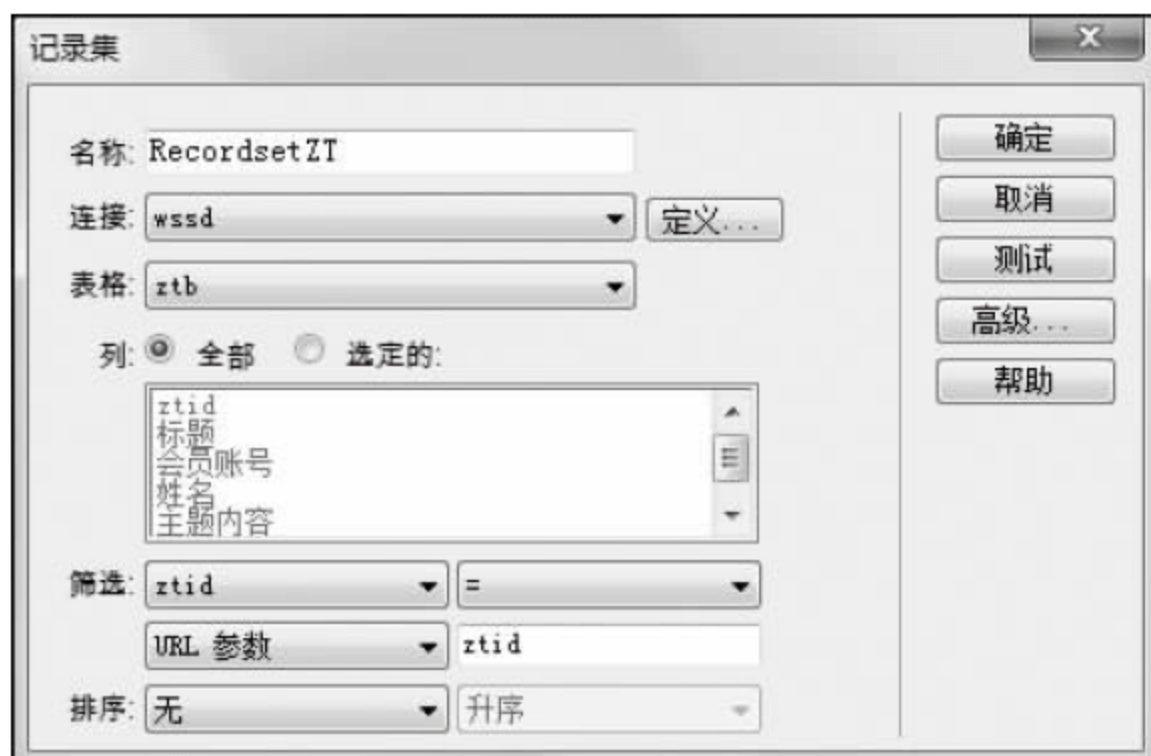 记录集
名称: RecordsetZT
连接: wssd 定义...
表格: ztb
列: 全部 选定的:
ztid
标题
会员账号
姓名
主题内容
筛选: ztid =
URL 参数 ztid
排序: 无 升序
确定
取消
测试
高级...
帮助